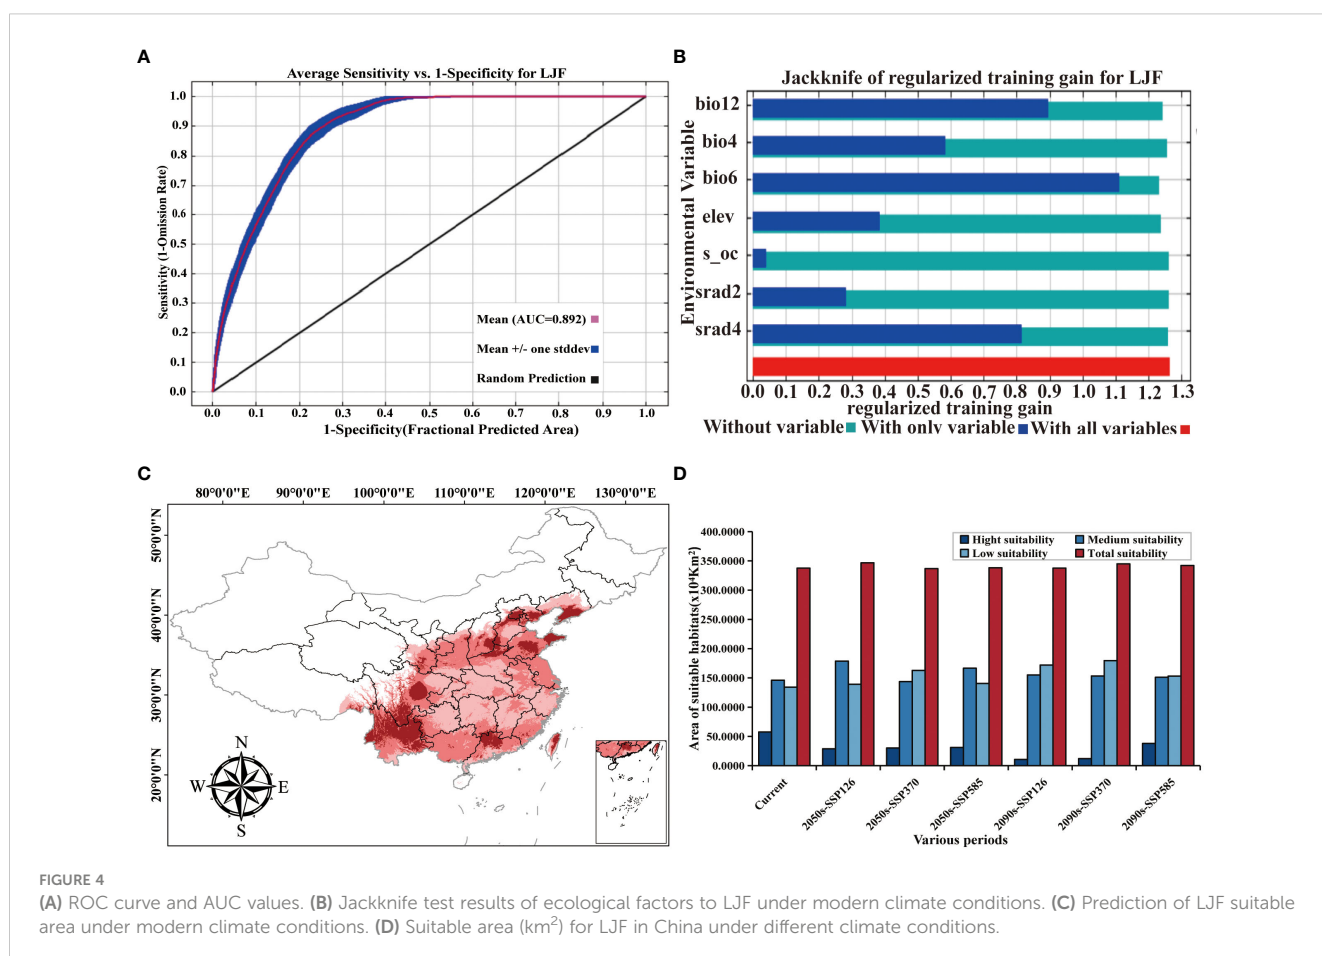 A
Average Sensitivity vs. 1-Specificity for LJF
Sensitivity (1-Omission Rate)
1.0
0.9
0.8
0.7
0.6
0.5
0.4
0.3
0.2
0.1
0.0
Mean (AUC=0.892)
Mean +/- one stddev
Random Prediction
0.0 0.1 0.2 0.3 0.4 0.5 0.6 0.7 0.8 0.9 1.0
1-Specificity(Fractional Predicted Area)
B
Jackknife of regularized training gain for LJF
Environmental Variable
bio12
bio4
bio6
elev
s_oc
srad2
srad4
0.0 0.1 0.2 0.3 0.4 0.5 0.6 0.7 0.8 0.9 1.0 1.1 1.2 1.3
regularized training gain
Without variable With only variable With all variables
C
80°0'0"E 90°0'0"E 100°0'0"E 110°0'0"E 120°0'0"E 130°0'0"E
50°0'0"N
40°0'0"N
30°0'0"N
20°0'0"N
N
W E
S
D
Area of suitable habitats(x10⁴Km²)
400.0000
350.0000
300.0000
250.0000
200.0000
150.0000
100.0000
50.0000
0.0000
Hight suitability Medium suitability
Low suitability Total suitability
Current 2050s-SSP126 2050s-SSP370 2050s-SSP585 2090s-SSP126 2090s-SSP370 2090s-SSP585
Various periods
FIGURE 4
(A) ROC curve and AUC values. (B) Jackknife test results of ecological factors to LJF under modern climate conditions. (C) Prediction of LJF suitable
area under modern climate conditions. (D) Suitable area (km²) for LJF in China under different climate conditions.